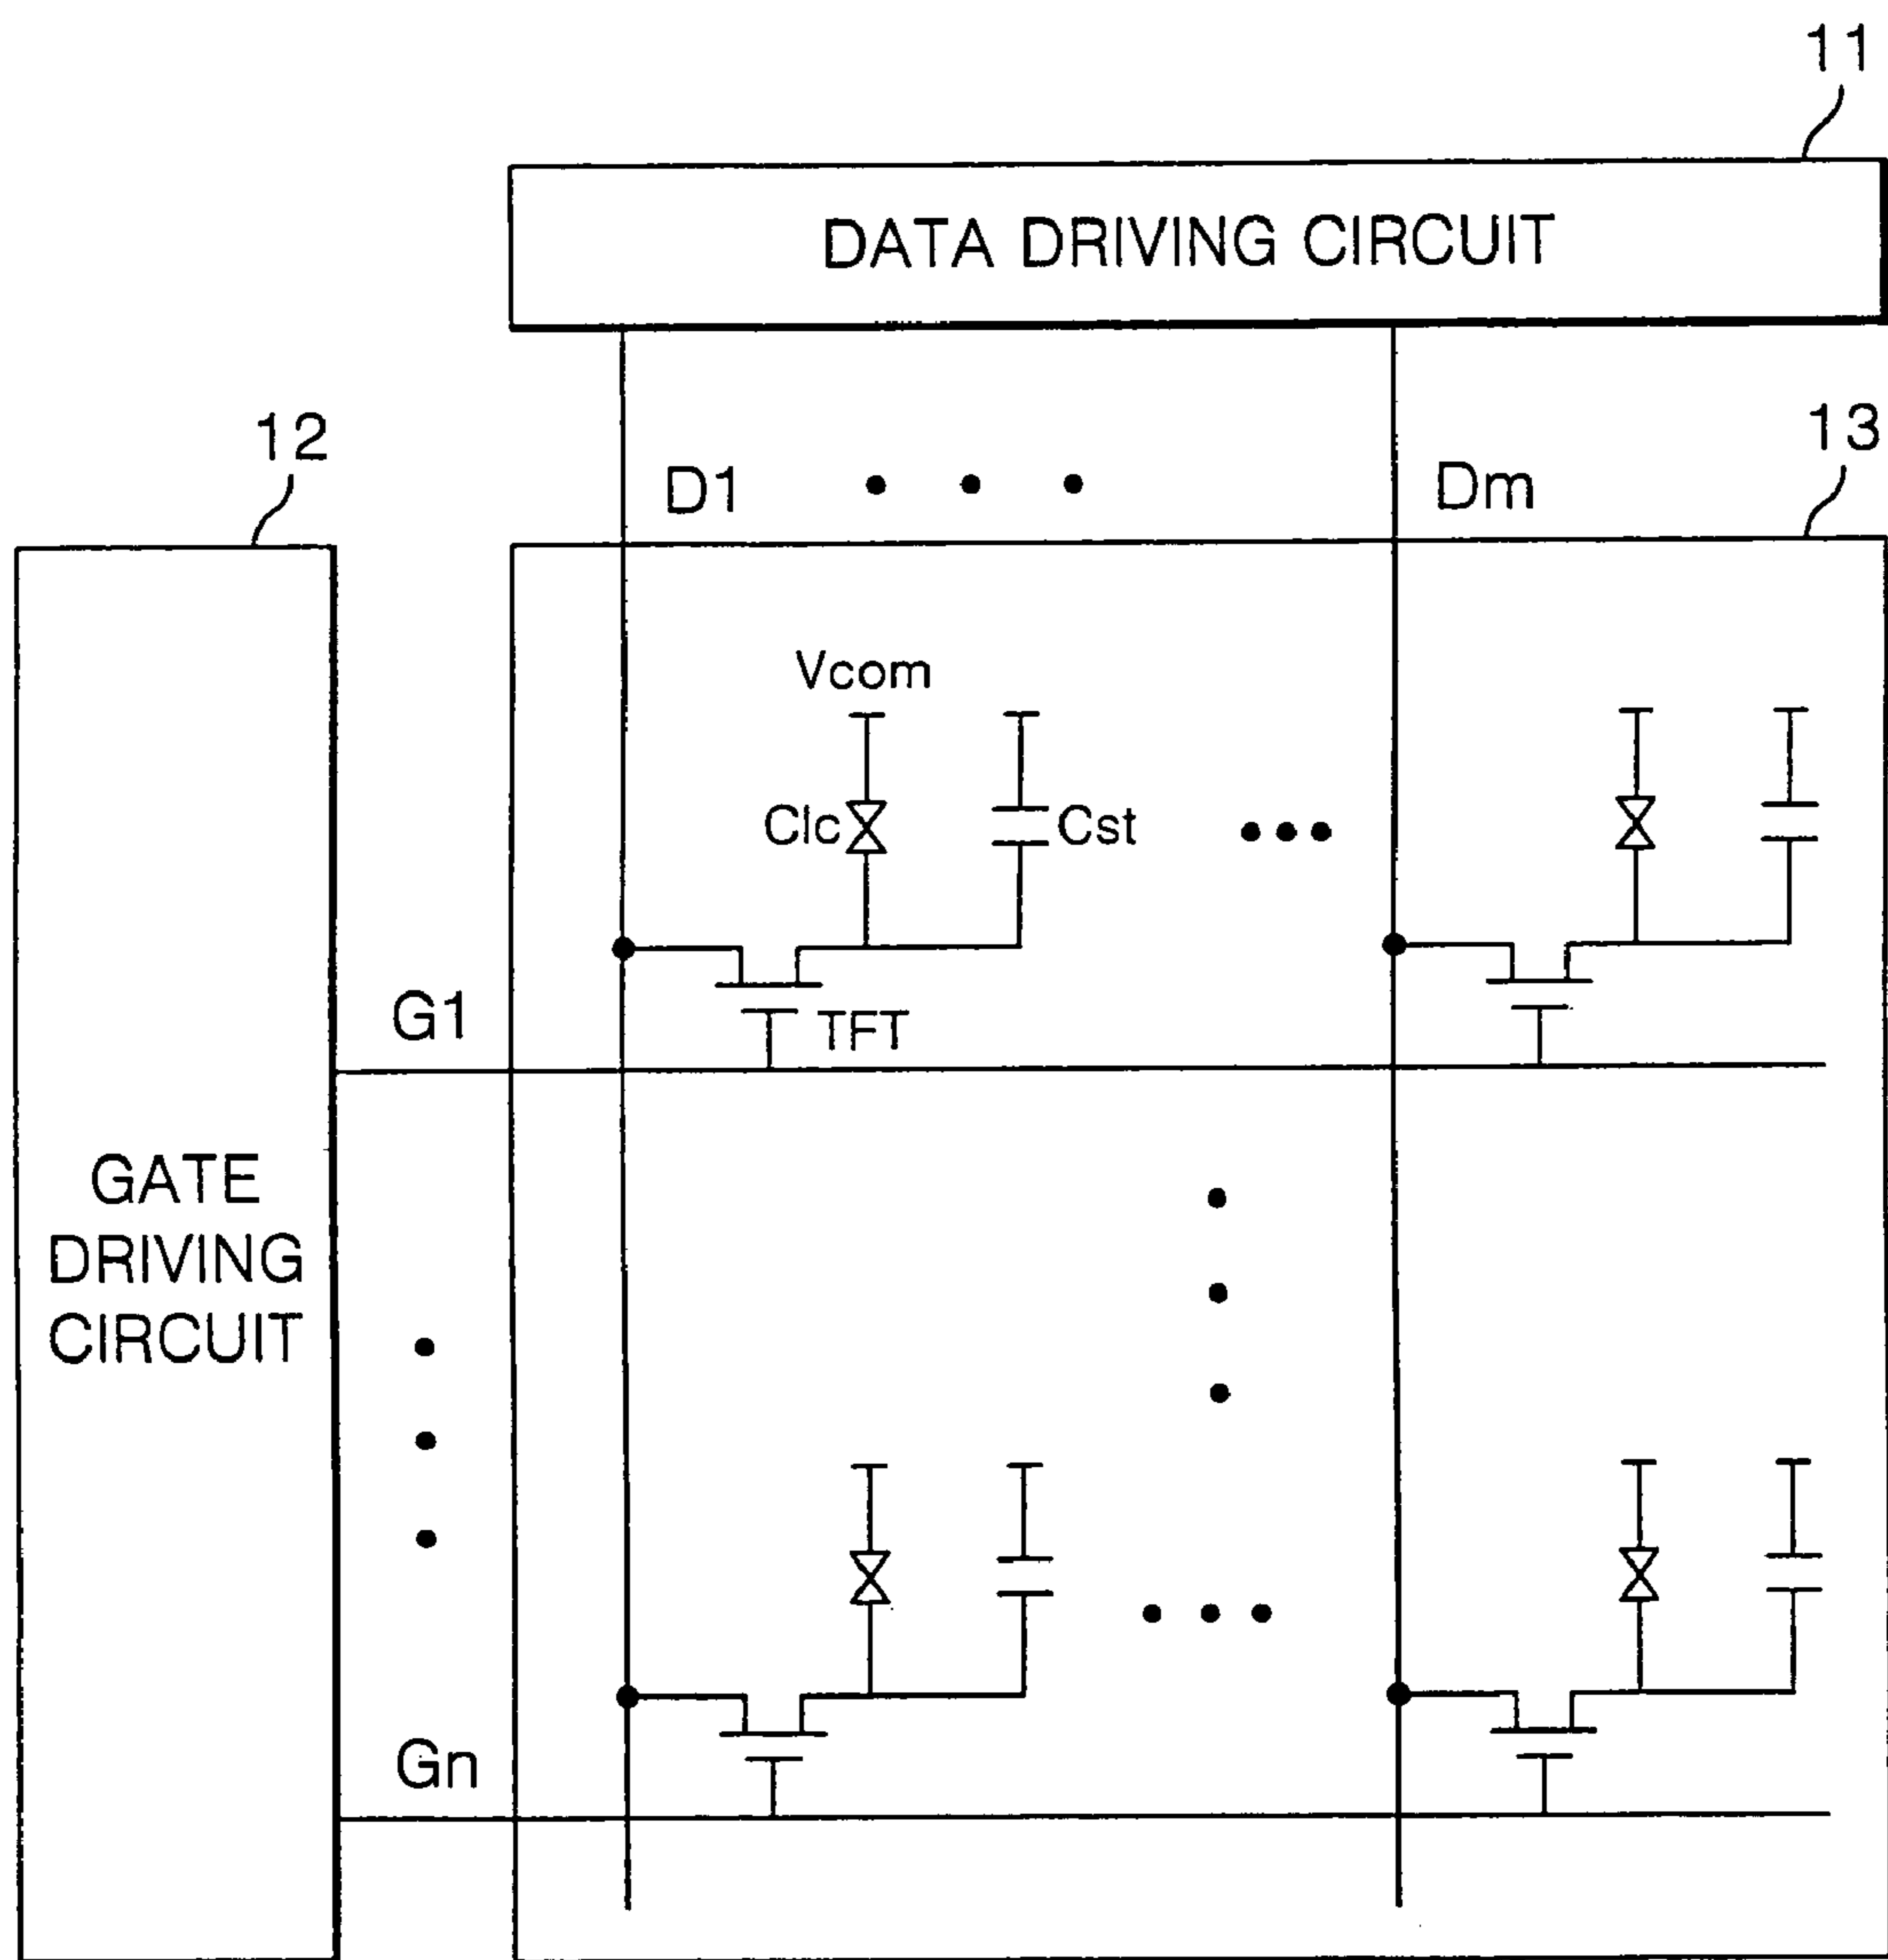 11
DATA DRIVING CIRCUIT
12
13
D1
Dm
Vcom
Clc
Cst
G1
TFT
GATE
DRIVING
CIRCUIT
Gn